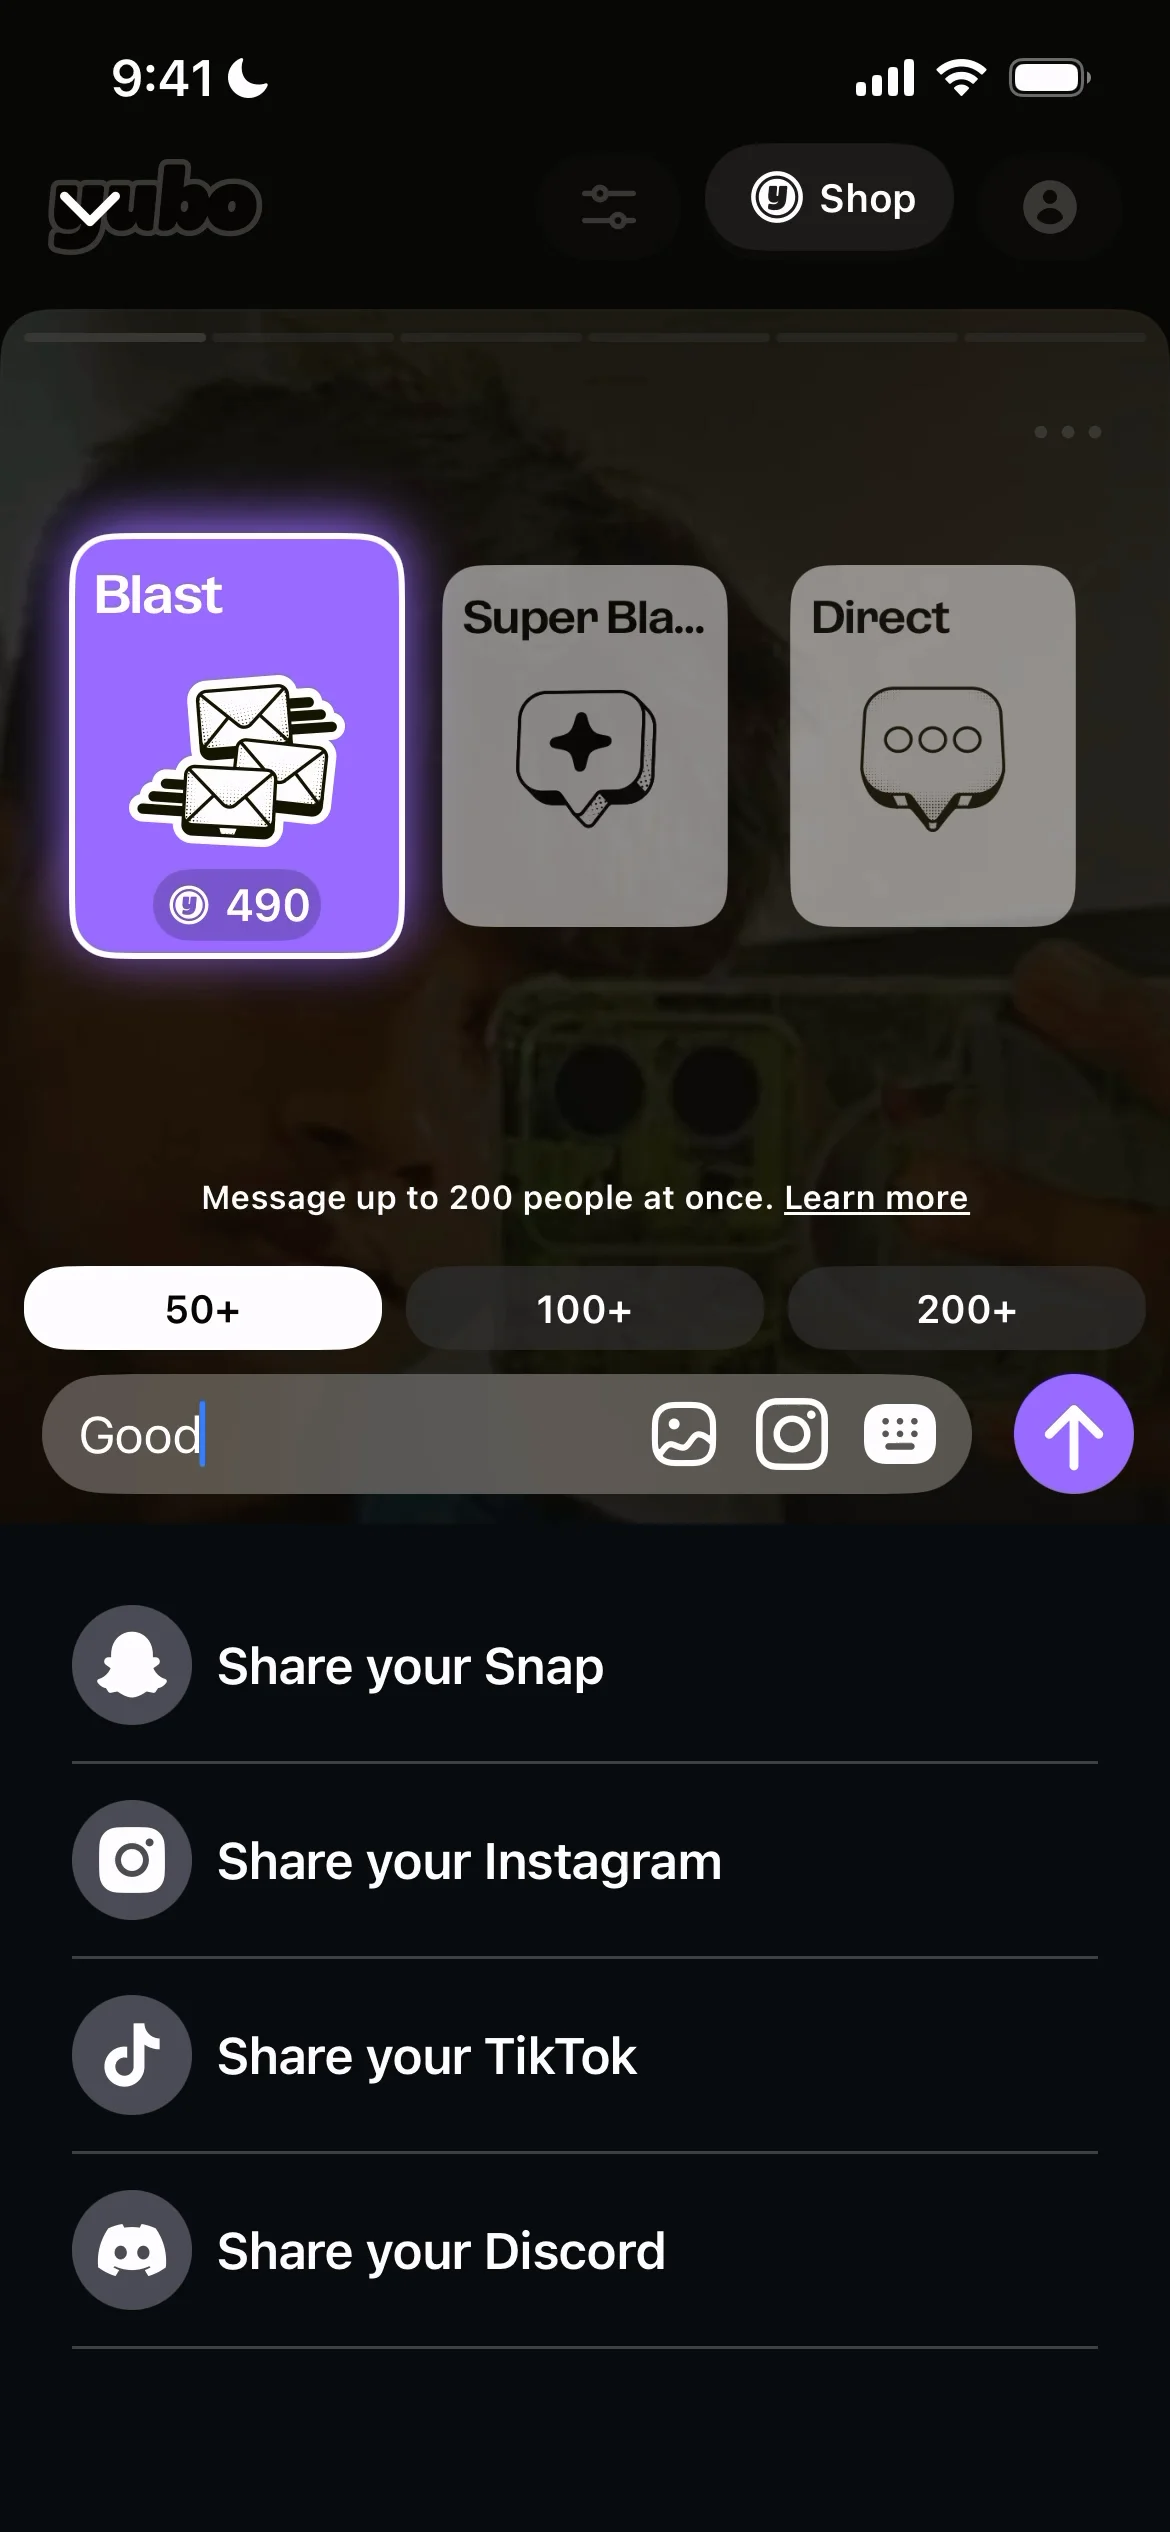 9:41
yubo
Shop
Blast
490
Super Bla...
Direct
Message up to 200 people at once. Learn more
50+
100+
200+
Good
Share your Snap
Share your Instagram
Share your TikTok
Share your Discord